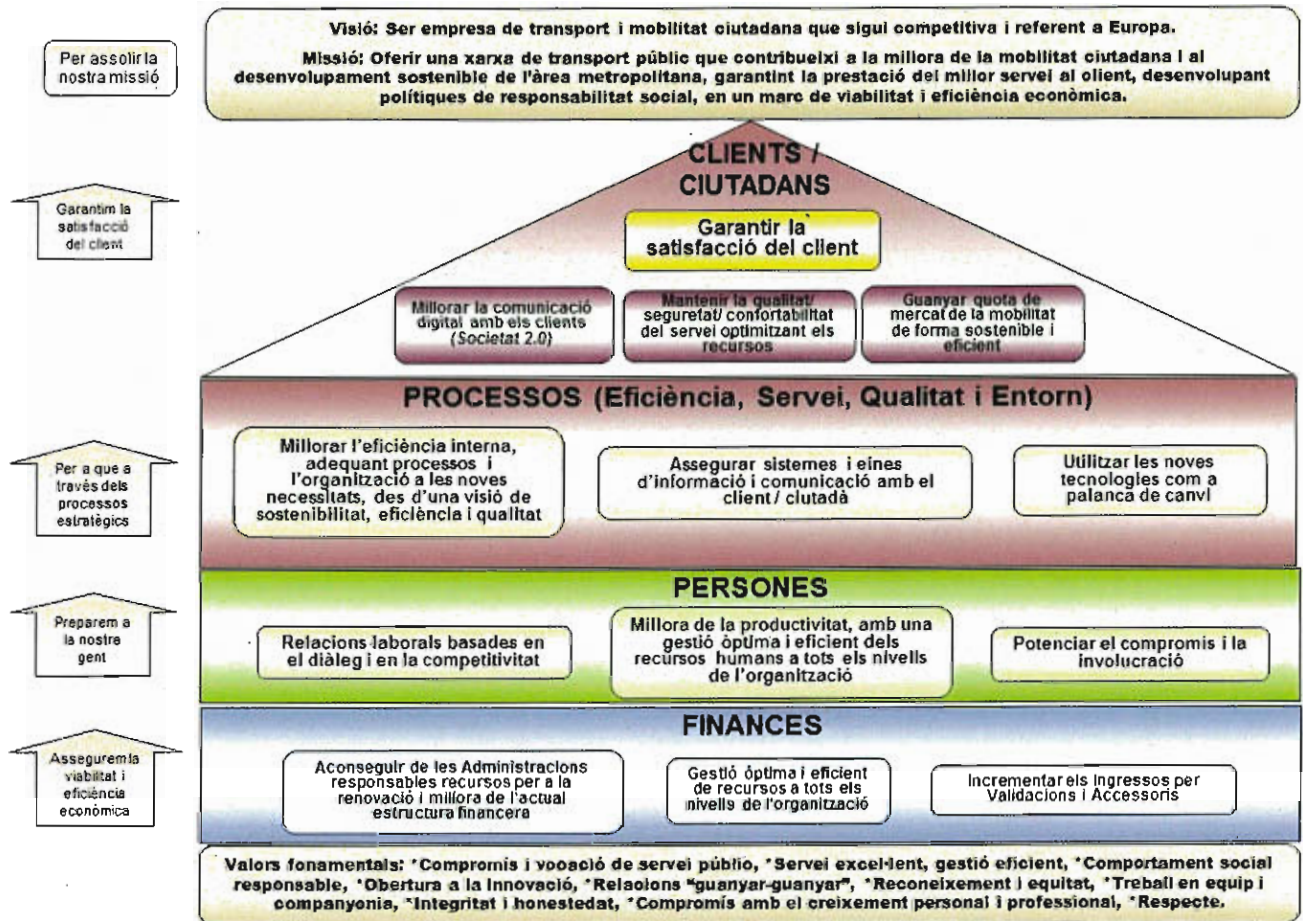 Visió: Ser empresa de transport i mobilitat ciutadana que sigui competitiva i referent a Europa.
Missió: Oferir una xarxa de transport públic que contribueixi a la millora de la mobilitat ciutadana i al
desenvolupament sostenible de l'àrea metropolitana, garantint la prestació del millor servei al client, desenvolupant
polítiques de responsabilitat social, en un marc de viabilitat i eficiència econòmica.
Per assolir la
nostra missió
CLIENTS /
CIUTADANS
Garantim la
satisfacció
del client
Garantir la
satisfacció del client
Millorar la comunicació
digital amb els clients
(Societat 2.0)
Mantenir la qualitat/
seguretat/ confortabilitat
del servei optimitzant els
recursos
Guanyar quota de
mercat de la mobilitat
de forma sostenible i
eficient
PROCESSOS (Eficiència, Servei, Qualitat i Entorn)
Per a que a
través dels
processos
estratègics
Millorar l'eficiència interna,
adequant processos i
l'organització a les noves
necessitats, des d'una visió de
sostenibilitat, eficiència i qualitat
Assegurar sistemes i eines
d'informació i comunicació amb el
client / ciutadà
Utilitzar les noves
tecnologies com a
palanca de canvi
PERSONES
Preparem a
la nostre
gent
Relacions laborals basades en
el diàleg i en la competitivitat
Millora de la productivitat, amb una
gestió òptima i eficient dels
recursos humans a tots els nivells
de l'organització
Potenciar el compromís i la
involucració
FINANCES
Assegurem la
viabilitat i
eficiència
econòmica
Aconseguir de les Administracions
responsables recursos per a la
renovació i millora de l'actual
estructura financera
Gestió òptima i eficient
de recursos a tots els
nivells de l'organització
Incrementar els Ingressos per
Validacions i Accessoris
Valors fonamentals: *Compromís i vocació de servei públic, *Servei excel·lent, gestió eficient, *Comportament social
responsable, *Obertura a la Innovació, *Relacions "guanyar-guanyar", *Reconeixement i equitat, *Treball en equip i
companyonia, *Integritat i honestedat, *Compromís amb el creixement personal i professional, *Respecte.